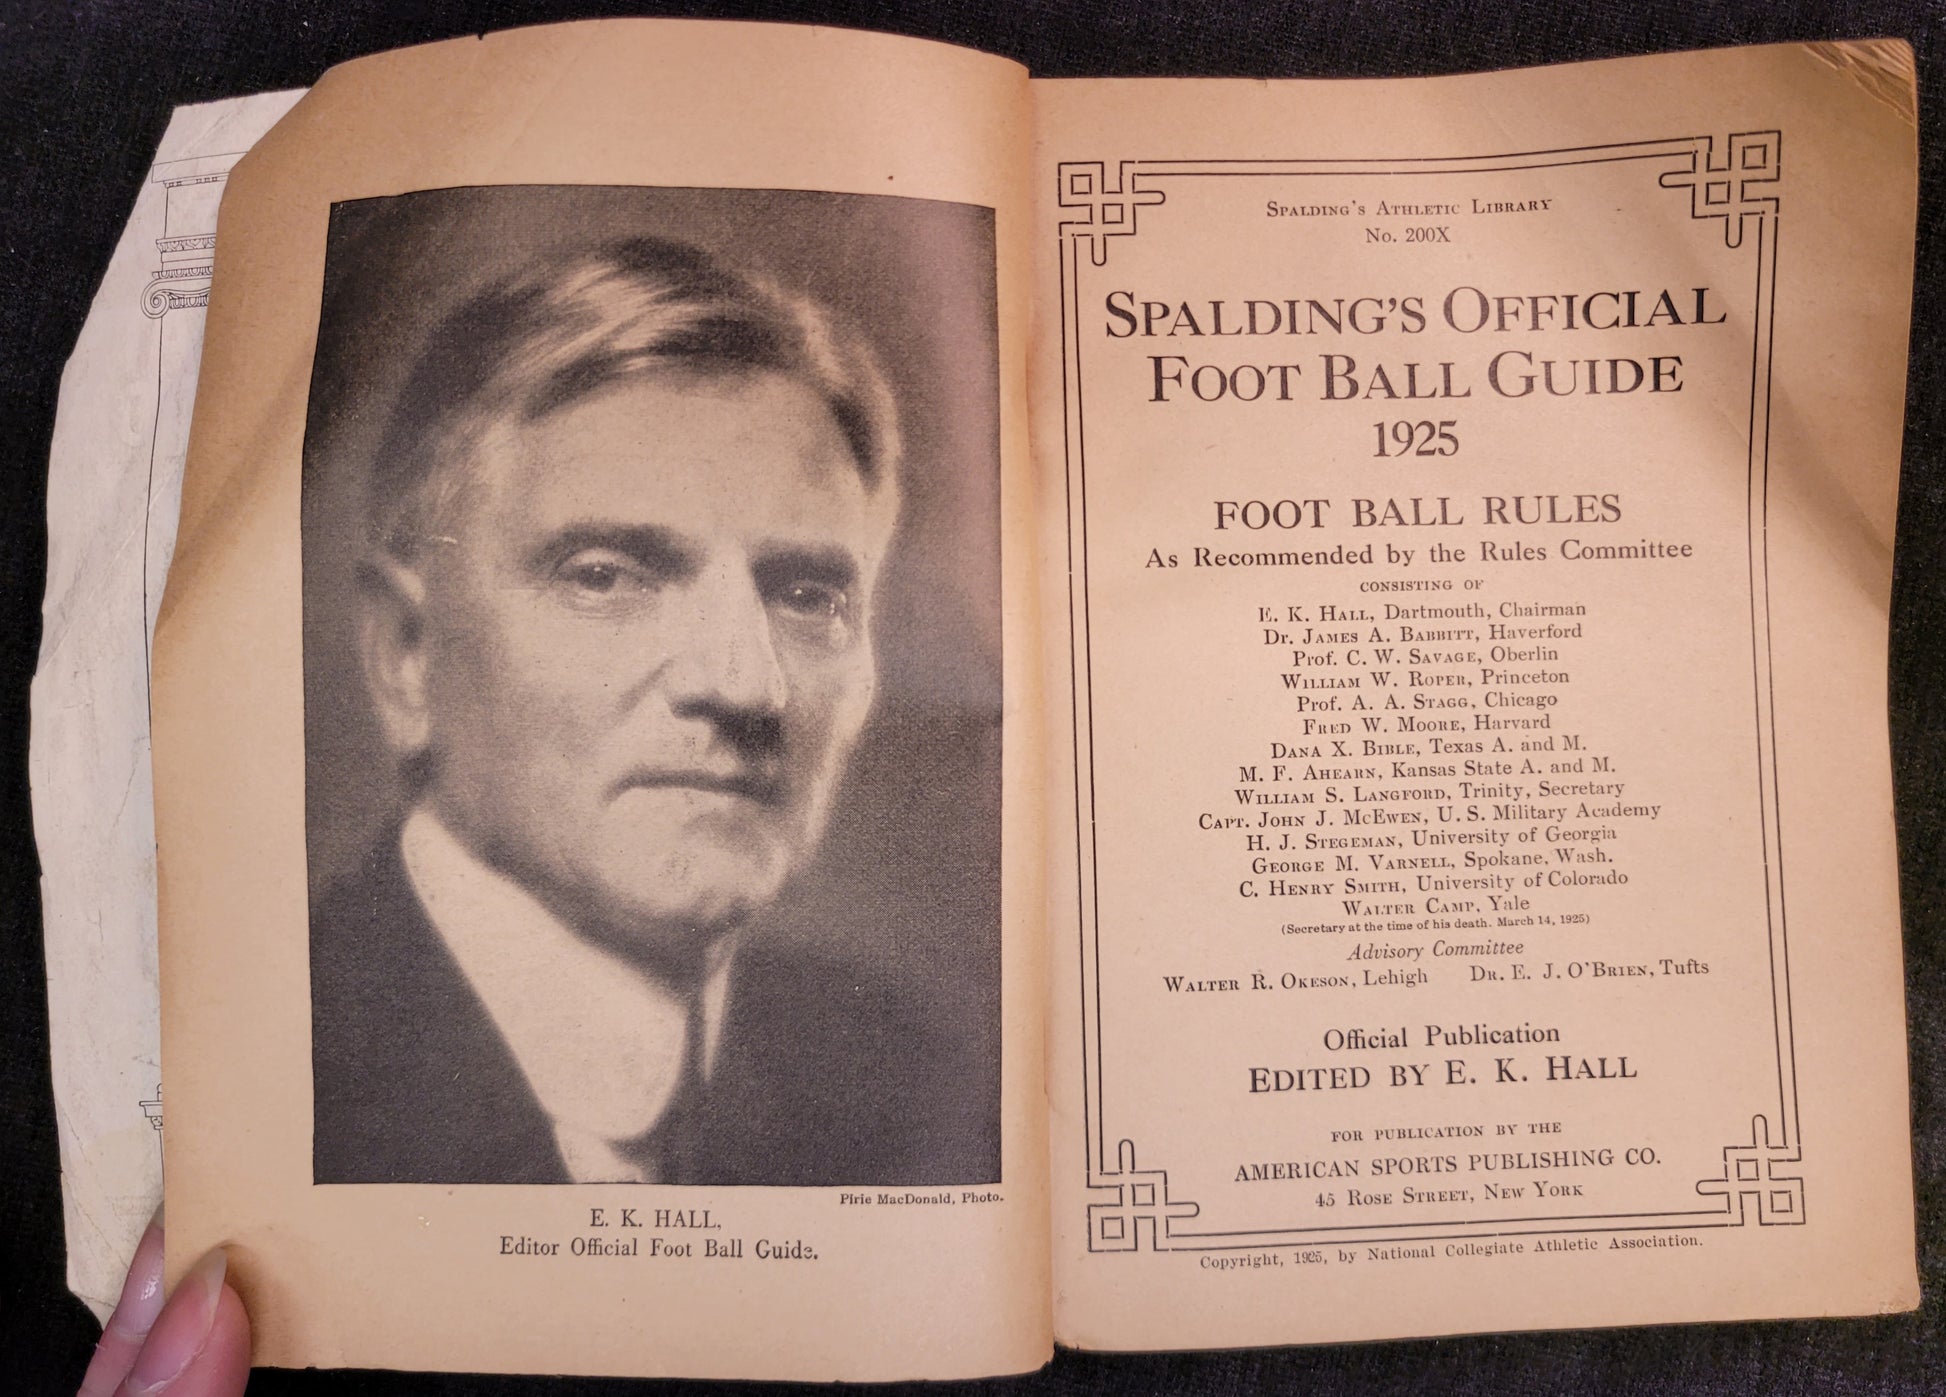 Pirie MacDonald, Photo.
E. K. HALL,
Editor Official Foot Ball Guide.
SPALDING'S ATHLETIC LIBRARY
No. 200X
SPALDING'S OFFICIAL
FOOT BALL GUIDE
1925
FOOT BALL RULES
As Recommended by the Rules Committee
CONSISTING OF
E. K. HALL, Dartmouth, Chairman
Dr. JAMES A. BABBITT, Haverford
Prof. C. W. SAVAGE, Oberlin
WILLIAM W. ROPER, Princeton
Prof. A. A. STAGG, Chicago
FRED W. MOORE, Harvard
DANA X. BIBLE, Texas A. and M.
M. F. AHEARN, Kansas State A. and M.
WILLIAM S. LANGFORD, Trinity, Secretary
CAPT. JOHN J. MCEWEN, U. S. Military Academy
H. J. STEGEMAN, University of Georgia
GEORGE M. VARNELL, Spokane, Wash.
C. HENRY SMITH, University of Colorado
WALTER CAMP, Yale
(Secretary at the time of his death. March 14, 1925)
Advisory Committee
WALTER R. OKESON, Lehigh DR. E. J. O'BRIEN, Tufts
Official Publication
EDITED BY E. K. HALL
FOR PUBLICATION BY THE
AMERICAN SPORTS PUBLISHING CO.
45 ROSE STREET, NEW YORK
Copyright, 1925, by National Collegiate Athletic Association.